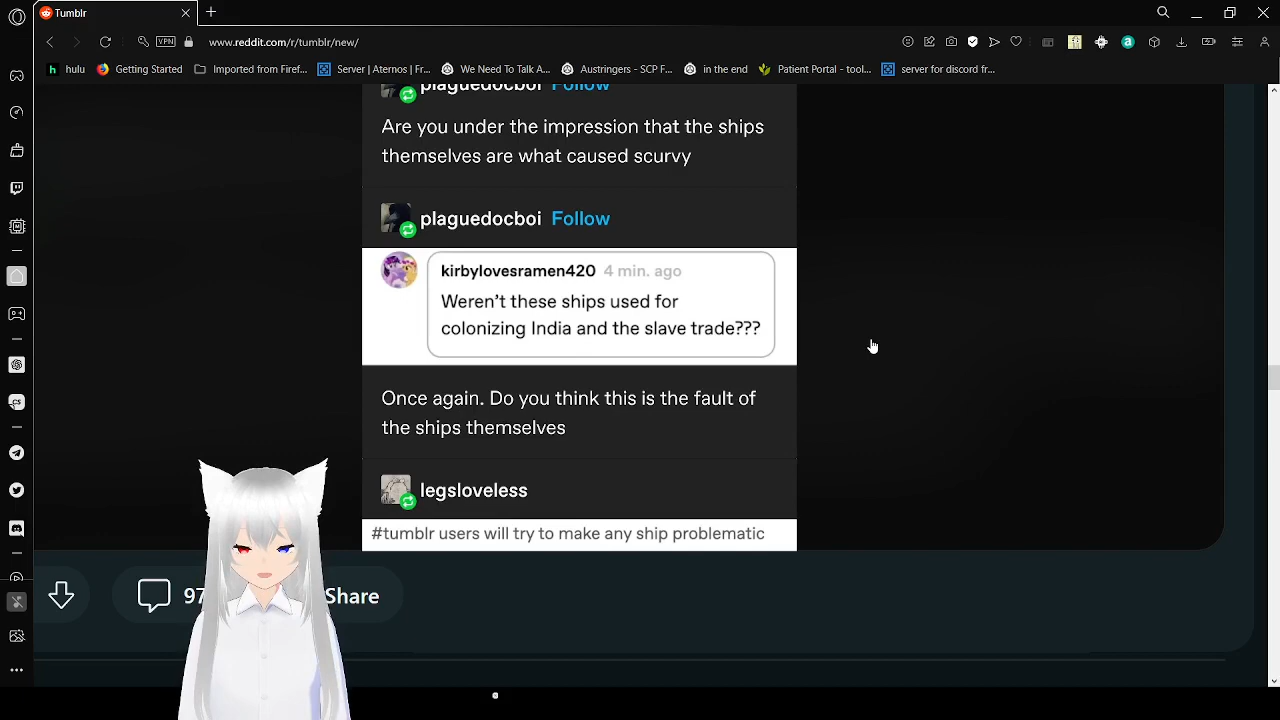 Tumblr
VPN
www.reddit.com/r/tumblr/new/
hulu
Getting Started
Imported from Firef...
Server | Aternos | Fr...
We Need To Talk A...
Austringers - SCP F...
in the end
Patient Portal - tool...
server for discord fr...
plaguedocboi Follow
Are you under the impression that the ships
themselves are what caused scurvy
plaguedocboi Follow
kirbylovesramen420 4 min. ago
Weren't these ships used for
colonizing India and the slave trade???
Once again. Do you think this is the fault of
the ships themselves
legsloveless
#tumblr users will try to make any ship problematic
97
Share